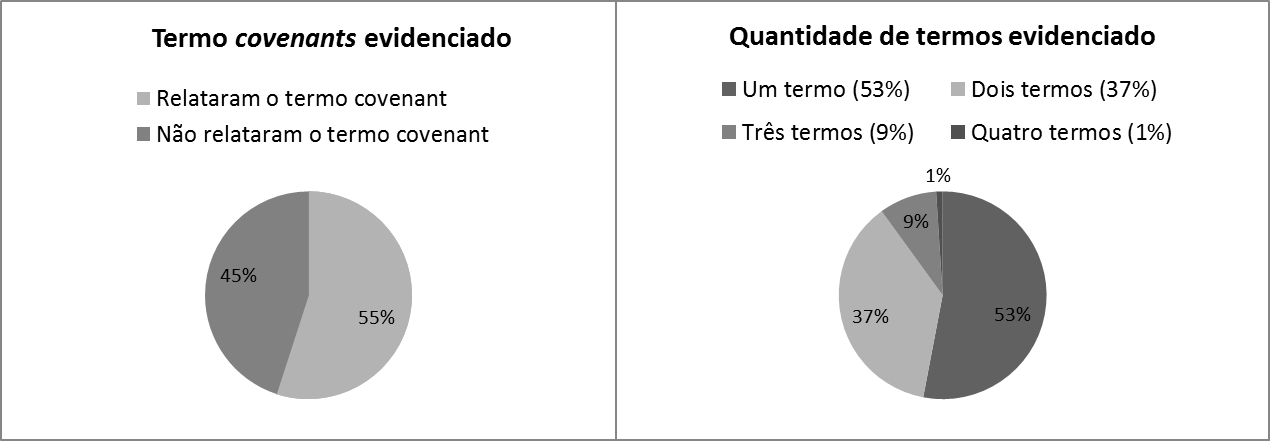 Termo covenants evidenciado
Relataram o termo covenant
Não relataram o termo covenant
45%
55%
Quantidade de termos evidenciado
Um termo (53%)
Dois termos (37%)
Três termos (9%)
Quatro termos (1%)
1%
9%
37%
53%